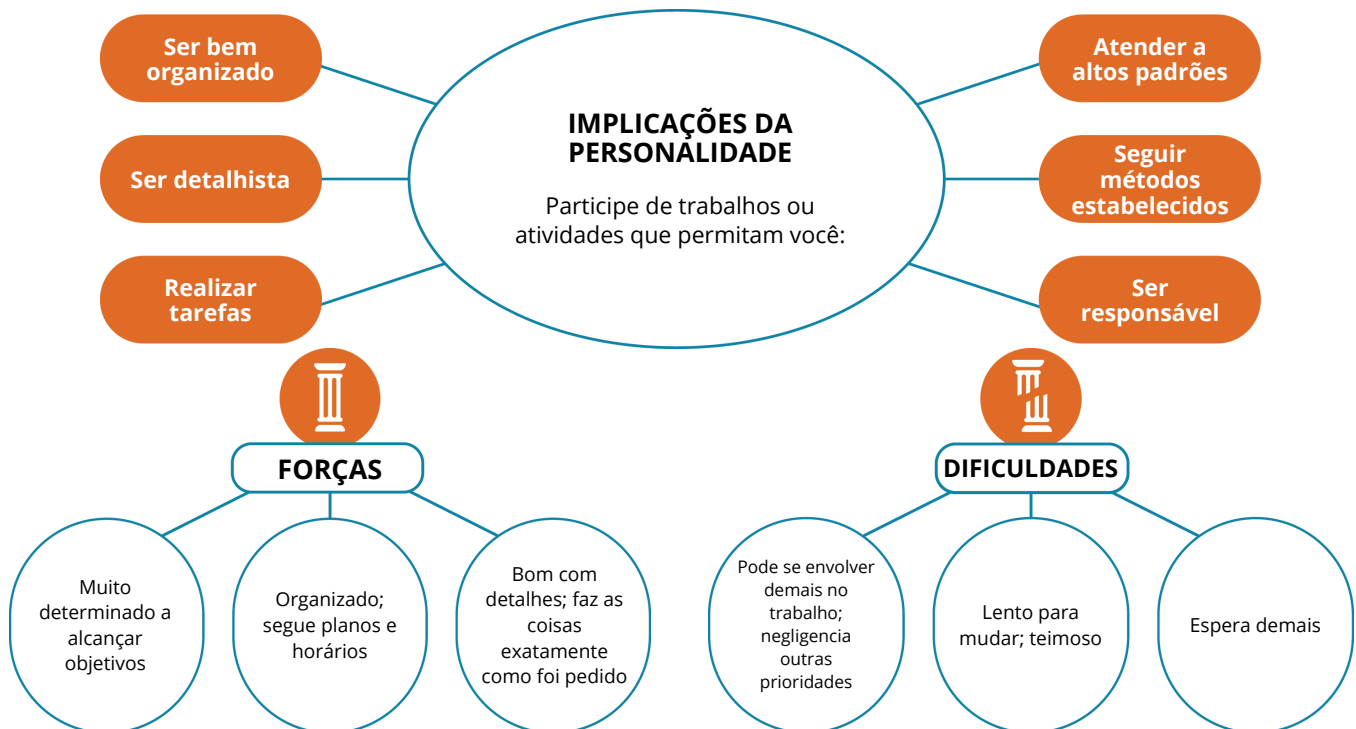 Ser bem
organizado
Ser detalhista
Realizar
tarefas
IMPLICAÇÕES DA
PERSONALIDADE
Participe de trabalhos ou
atividades que permitam você:
Atender a
altos padrões
Seguir
métodos
estabelecidos
Ser
responsável
FORÇAS
Muito
determinado a
alcançar
objetivos
Organizado;
segue planos e
horários
Bom com
detalhes; faz as
coisas
exatamente
como foi pedido
DIFICULDADES
Pode se envolver
demais no
trabalho;
negligencia
outras
prioridades
Lento para
mudar; teimoso
Espera demais